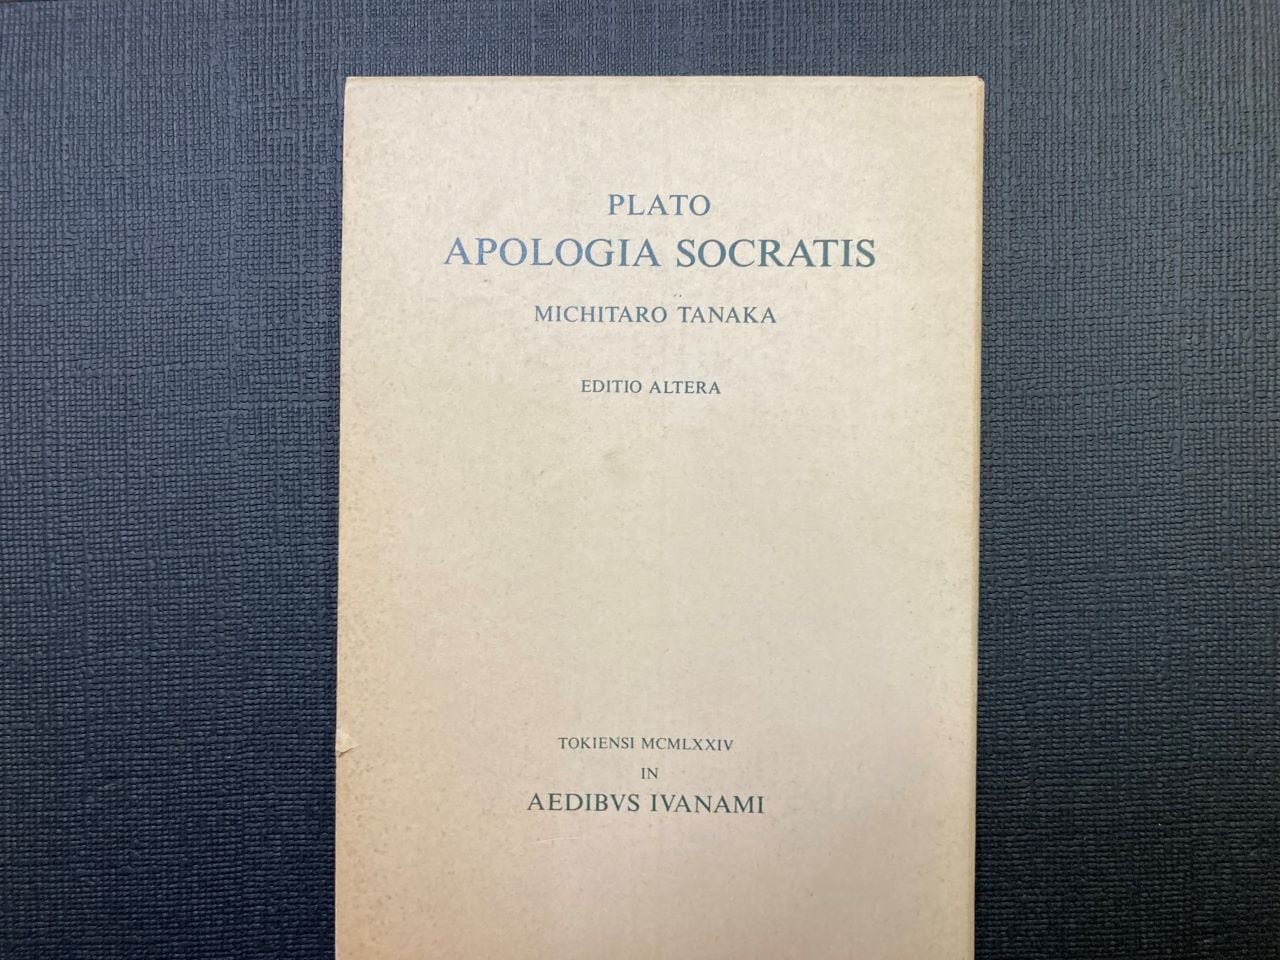 PLATO
APOLOGIA SOCRATIS
MICHITARO TANAKA
EDITIO ALTERA
TOKIENSI MCMLXXIV
IN
AEDIBVS IVANAMI